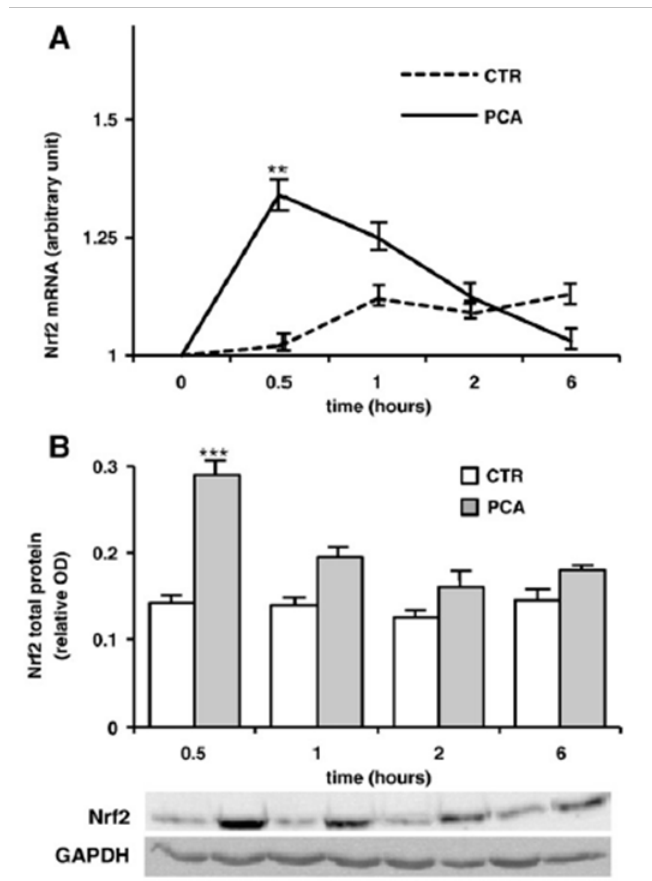 A
CTR
PCA
Nrf2 mRNA (arbitrary unit)
1.5
1.25
1
**
0 0.5 1 2 6
time (hours)
B
CTR
PCA
Nrf2 total protein
(relative OD)
0.3
0.2
0.1
0
***
0.5 1 2 6
time (hours)
Nrf2
GAPDH